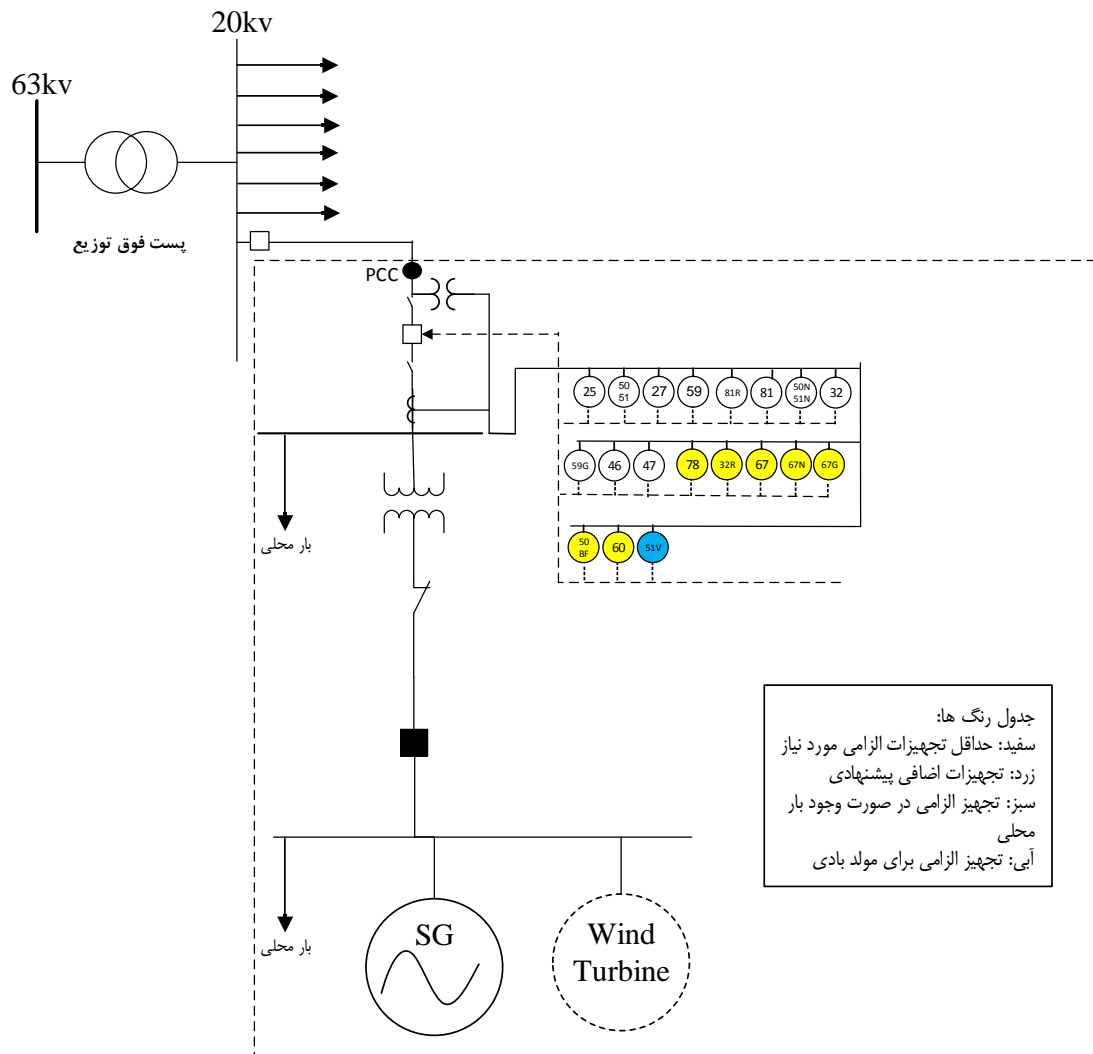 20kv
63kv
پست فوق توزیع
PCC
25
50
51
27
59
81R
81
50N
51N
32
59G
46
47
78
32R
67
67N
67G
50
BF
60
51V
بار محلی
جدول رنگ ها:
سفید: حداقل تجهیزات الزامی مورد نیاز
زرد: تجهیزات اضافی پیشنهادی
سبز: تجهیز الزامی در صورت وجود بار
محلی
آبی: تجهیز الزامی برای مولد بادی
بار محلی
SG
Wind
Turbine